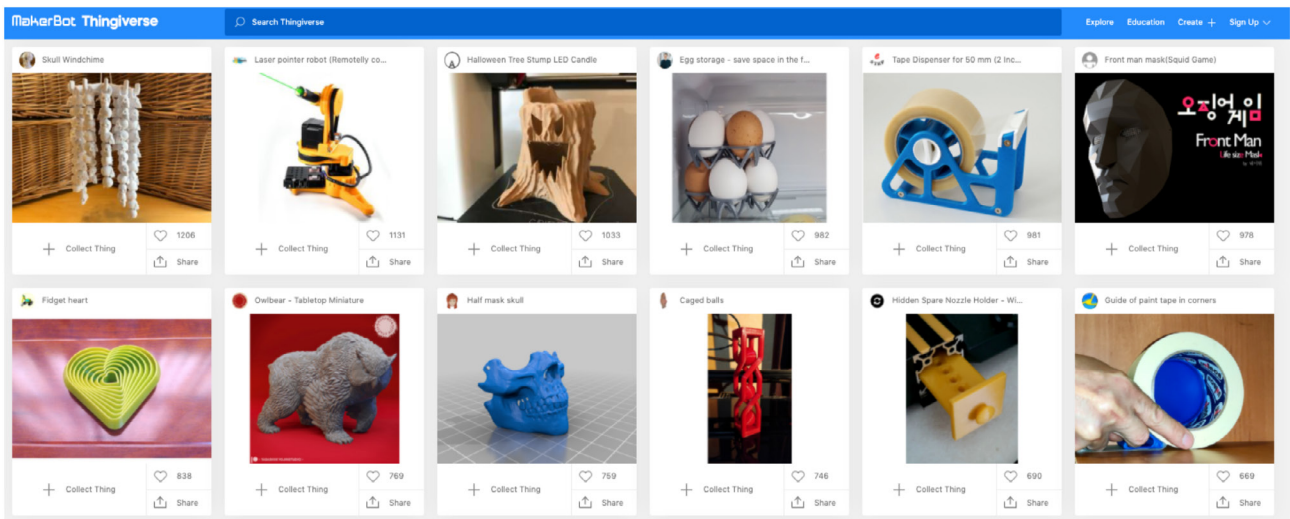 MakerBot Thingiverse
Search Thingiverse
Explore Education Create Sign Up
Skull Windchime
Laser pointer robot (Remotelly co...
Halloween Tree Stump LED Candle
Egg storage - save space in the f...
Tape Dispenser for 50 mm (2 Inc...
Front man mask(Squid Game)
오징어
게임
Front Man
Life size Mask
Collect Thing 1206 Share
Collect Thing 1131 Share
Collect Thing 1033 Share
Collect Thing 982 Share
Collect Thing 981 Share
Collect Thing 978 Share
Fidget heart
Owlbear - Tabletop Miniature
Half mask skull
Caged balls
Hidden Spare Nozzle Holder - Wi...
Guide of paint tape in corners
Collect Thing 838 Share
Collect Thing 769 Share
Collect Thing 759 Share
Collect Thing 746 Share
Collect Thing 690 Share
Collect Thing 669 Share